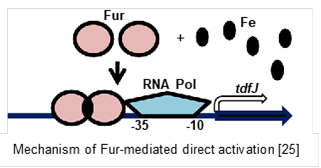 Fur
Fe
+
RNA Pol
tdfJ
-35
-10
Mechanism of Fur-mediated direct activation [25]